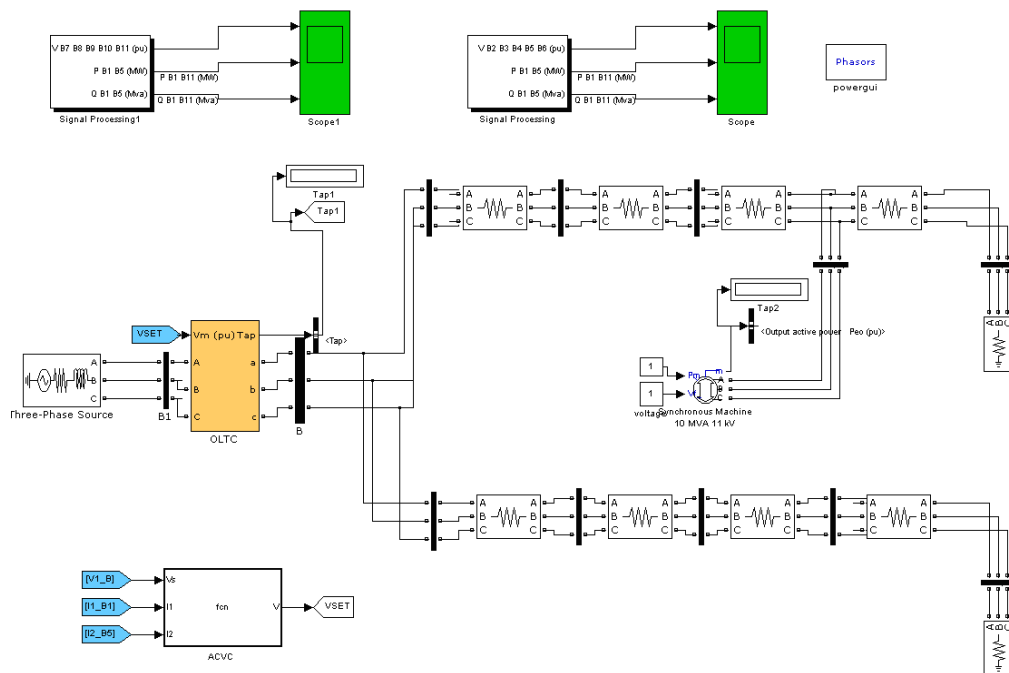 V B7 B8 B9 B10 B11 (pu)
P B1 B5 (MW)
Q B1 B5 (Mva)
P B1 B11 (MW)
Q B1 B11 (Mva)
Signal Processing1
Scope1
V B2 B3 B4 B5 B6 (pu)
P B1 B5 (MW)
Q B1 B5 (Mva)
P B1 B11 (MW)
Q B1 B11 (Mva)
Signal Processing
Scope
Phasors
powergui
Tap1
Tap1
A A
B B
C C
A A
B B
C C
A A
B B
C C
A A
B B
C C
Tap2
<Output active power Peo (pu)>
VSET
Vm (pu) Tap
<Tap>
A
B
C
Three-Phase Source
B1
A a
B b
C c
OLTC
B
1
1
voltage
Pm
m
A
B
C
Synchronous Machine
10 MVA 11 kV
A B C
A A
B B
C C
A A
B B
C C
A A
B B
C C
A A
B B
C C
[V1_B]
[I1_B1]
[I2_B5]
Vs
I1
I2
fcn
V
VSET
ACVC
A B C